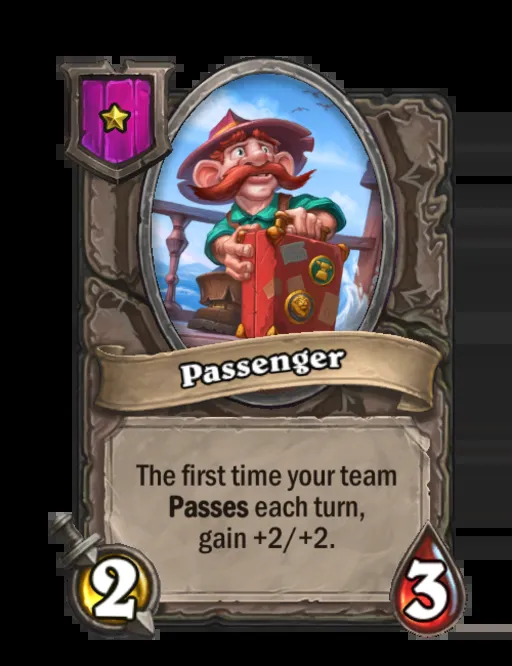 Passenger
The first time your team
Passes each turn,
gain +2/+2.
2
3